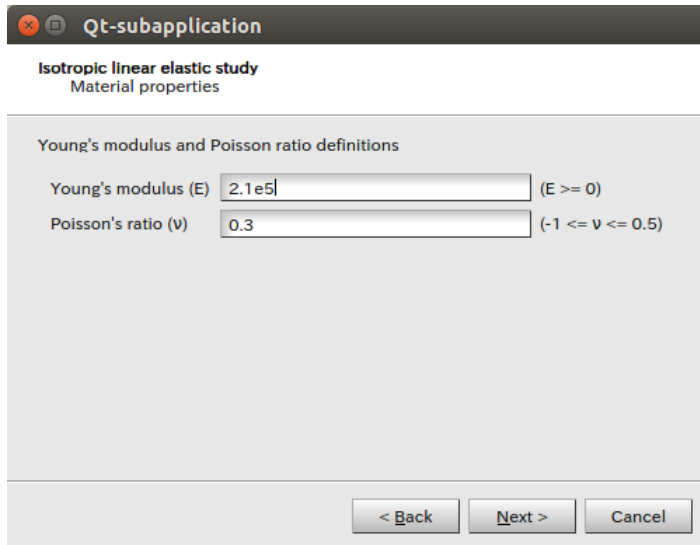 Qt-subapplication
Isotropic linear elastic study
Material properties
Young's modulus and Poisson ratio definitions
Young's modulus (E) 2.1e5 (E >= 0)
Poisson's ratio (ν) 0.3 (-1 <= ν <= 0.5)
< Back Next > Cancel